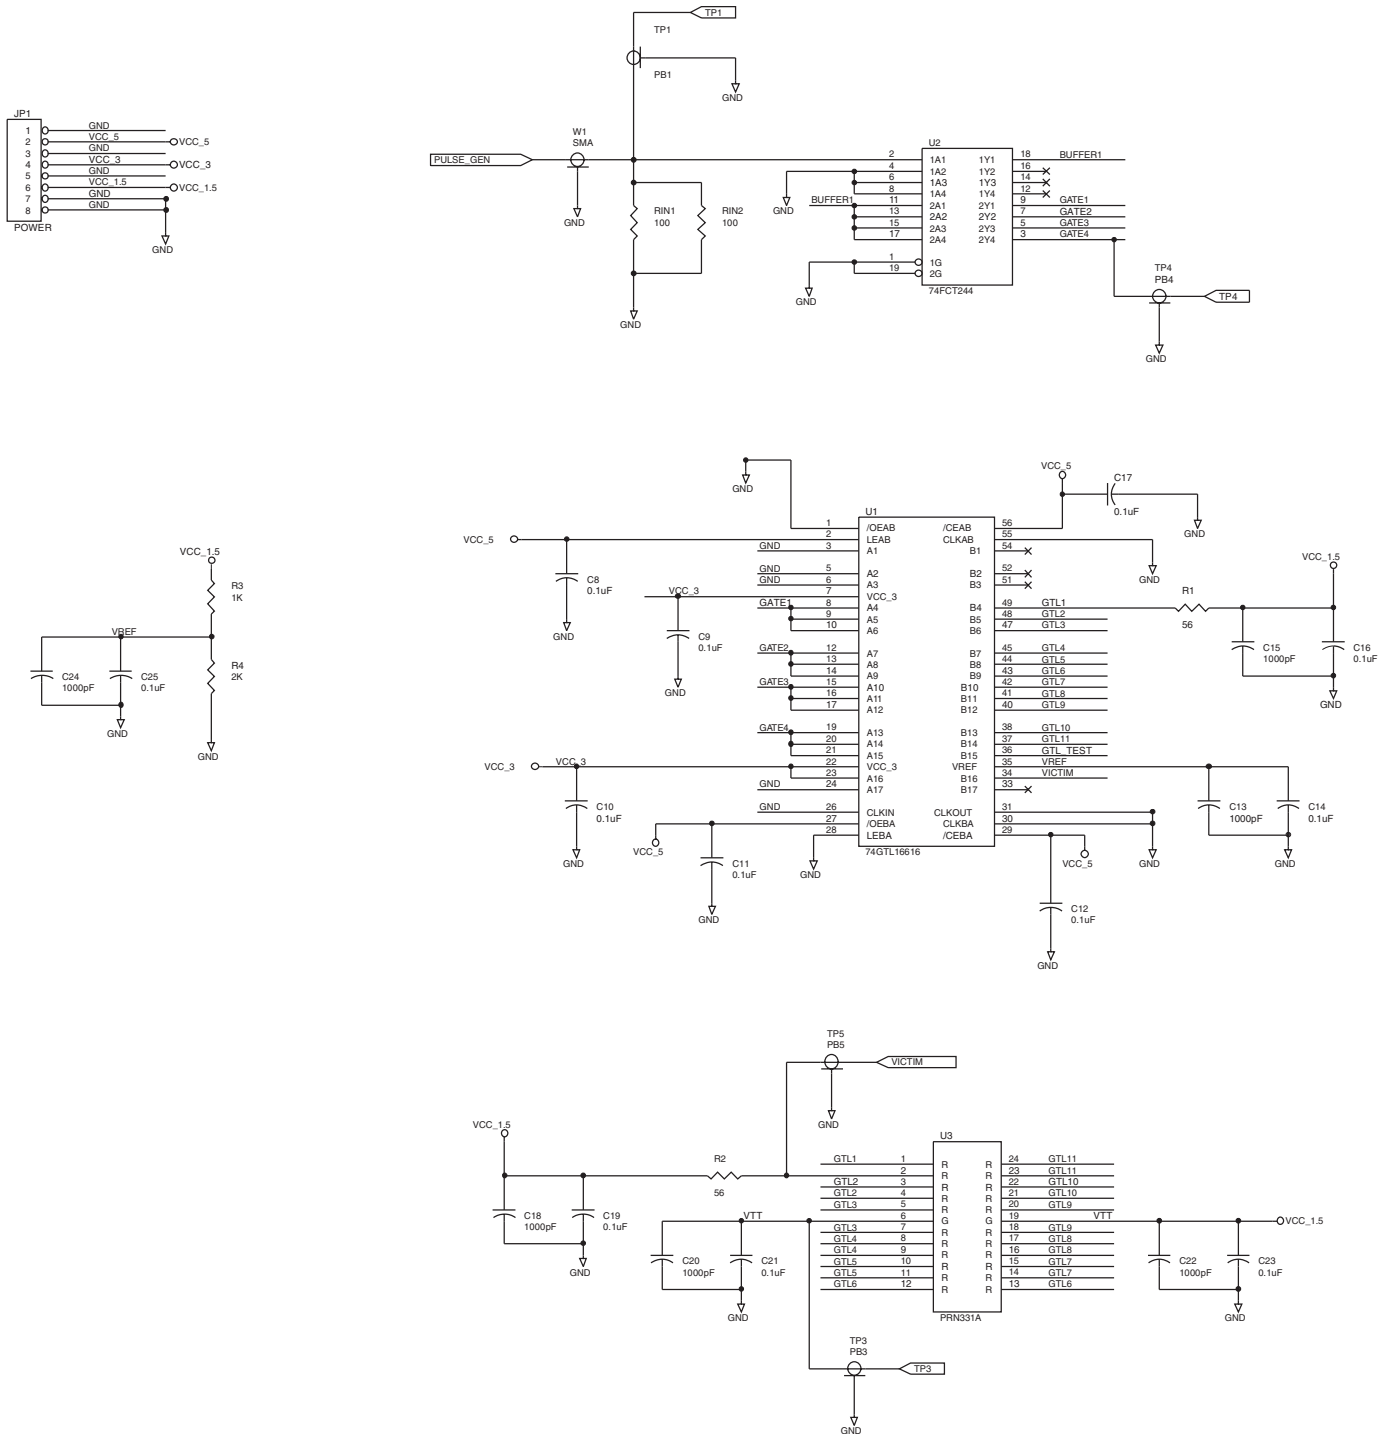 TP1
TP1
PB1
GND
JP1
1 GND
2 VCC_5 VCC_5
3 GND
4 VCC_3 VCC_3
5 GND
6 VCC_1.5 VCC_1.5
7 GND
8 GND
POWER
GND
W1
SMA
PULSE_GEN
GND
RIN1
100
RIN2
100
GND
U2
2 1A1 1Y1 18 BUFFER1
4 1A2 1Y2 16
6 1A3 1Y3 14
8 1A4 1Y4 12
BUFFER1 11 2A1 2Y1 9 GATE1
13 2A2 2Y2 7 GATE2
15 2A3 2Y3 5 GATE3
17 2A4 2Y4 3 GATE4
GND
1 1G
19 2G
74FCT244
GND
TP4
PB4
TP4
GND
GND
VCC_5
C17
0.1uF
GND
U1
1 /OEAB /CEAB 56
VCC_5 2 LEAB CLKAB 55
GND 3 A1 B1 54
GND 5 A2 B2 52
GND 6 A3 B3 51
VCC_3 7 VCC_3
GATE1 8 A4 B4 49 GTL1
9 A5 B5 48 GTL2
10 A6 B6 47 GTL3
GATE2 12 A7 B7 45 GTL4
13 A8 B8 44 GTL5
14 A9 B9 43 GTL6
GATE3 15 A10 B10 42 GTL7
16 A11 B11 41 GTL8
17 A12 B12 40 GTL9
GATE4 19 A13 B13 38 GTL10
20 A14 B14 37 GTL11
21 A15 B15 36 GTL_TEST
VCC_3 VCC_3 22 VCC_3 VREF 35 VREF
23 A16 B16 34 VICTIM
GND 24 A17 B17 33
GND 26 CLKIN CLKOUT 31
27 /OEBA CLKBA 30
28 LEBA /CEBA 29
74GTL16616
C8
0.1uF
GND
C9
0.1uF
GND
C10
0.1uF
GND
VCC_5
C11
0.1uF
GND
GND
GND
R1
56
VCC_1.5
C15
1000pF
C16
0.1uF
GND
C13
1000pF
C14
0.1uF
GND
VCC_5
GND
C12
0.1uF
GND
VCC_1.5
R3
1K
VREF
R4
2K
C24
1000pF
C25
0.1uF
GND
GND
TP5
PB5
VICTIM
GND
VCC_1.5
R2
56
C18
1000pF
C19
0.1uF
GND
U3
GTL1 1 R R 24 GTL11
2 R R 23 GTL11
GTL2 3 R R 22 GTL10
GTL2 4 R R 21 GTL10
GTL3 5 R R 20 GTL9
VTT 6 G G 19 VTT VCC_1.5
GTL3 7 R R 18 GTL9
GTL4 8 R R 17 GTL8
GTL4 9 R R 16 GTL8
GTL5 10 R R 15 GTL7
GTL5 11 R R 14 GTL7
GTL6 12 R R 13 GTL6
PRN331A
C20
1000pF
C21
0.1uF
GND
C22
1000pF
C23
0.1uF
GND
TP3
PB3
TP3
GND